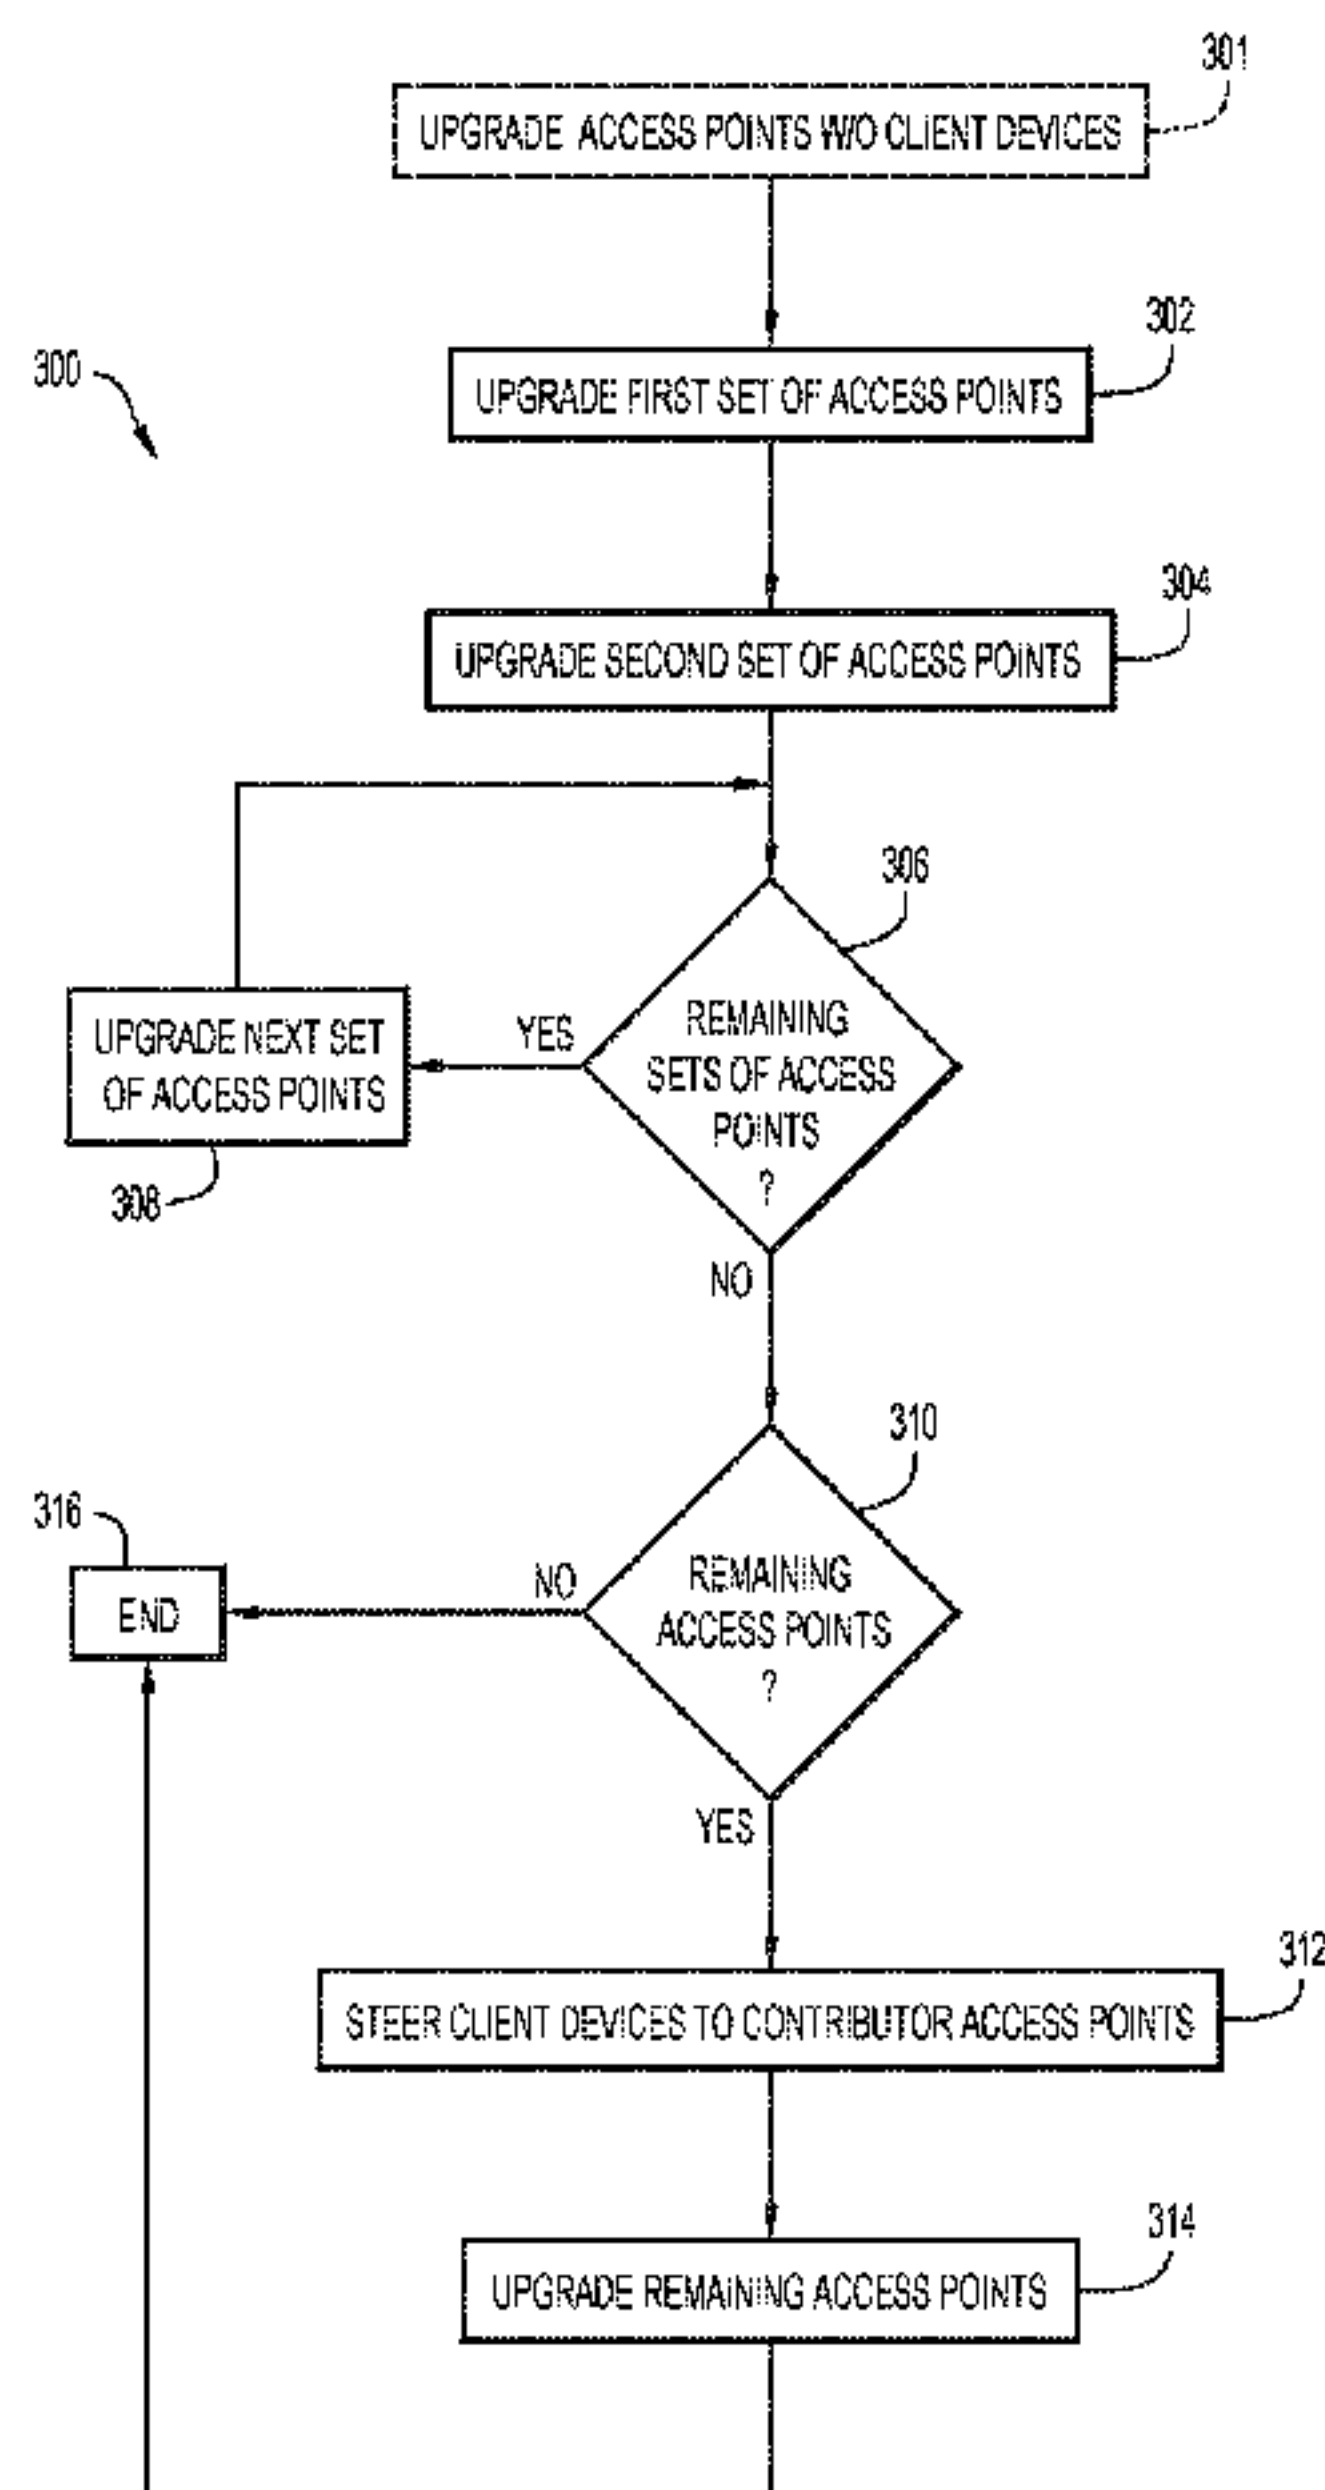 301
UPGRADE ACCESS POINTS W/O CLIENT DEVICES
302
300
UPGRADE FIRST SET OF ACCESS POINTS
304
UPGRADE SECOND SET OF ACCESS POINTS
306
UPGRADE NEXT SET
OF ACCESS POINTS
YES
REMAINING
SETS OF ACCESS
POINTS
?
308
NO
310
316
END
NO
REMAINING
ACCESS POINTS
?
YES
312
STEER CLIENT DEVICES TO CONTRIBUTOR ACCESS POINTS
314
UPGRADE REMAINING ACCESS POINTS